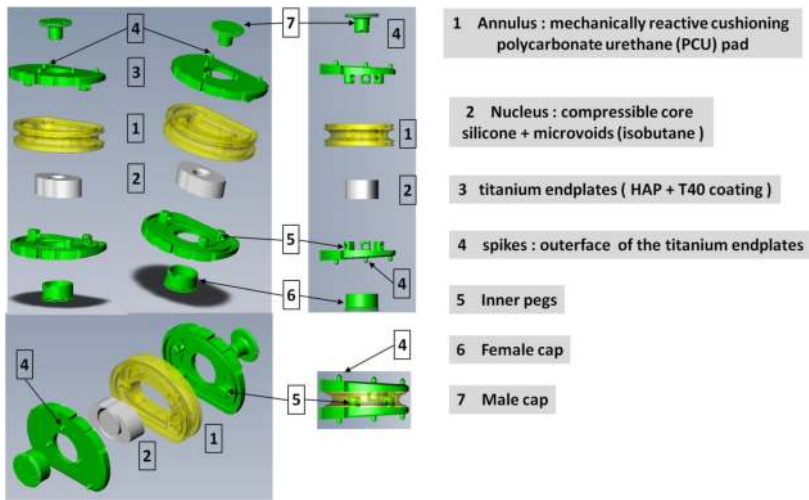 4
7
4
3
1
1
2
2
5
4
6
4
4
5
1
2
1 Annulus : mechanically reactive cushioning
polycarbonate urethane (PCU) pad
2 Nucleus : compressible core
silicone + microvoids (isobutane )
3 titanium endplates ( HAP + T40 coating )
4 spikes : outerface of the titanium endplates
5 Inner pegs
6 Female cap
7 Male cap